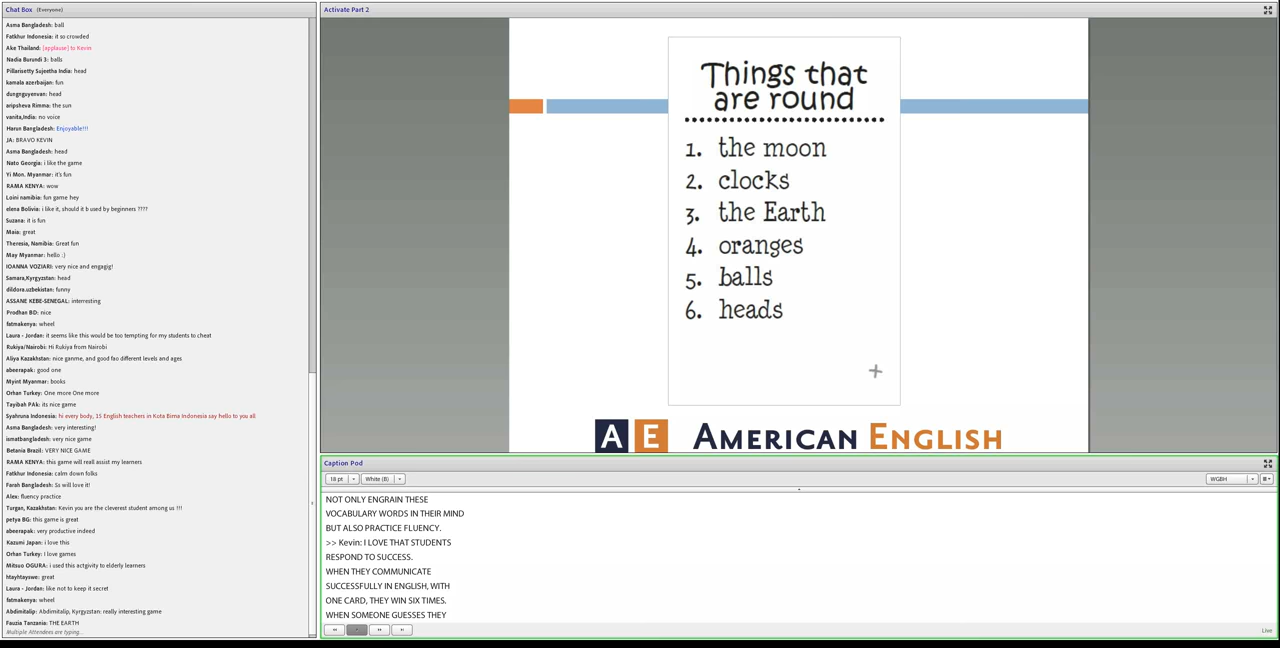 Chat Box (Everyone)
Asma Bangladesh: ball
Fatkhur Indonesia: it so crowded
Ake Thailand: [applause] to Kevin
Nadia Burundi 3: balls
Pillarisetty Sujeetha India: head
kamala azerbaijan: fun
dungnguyenvan: head
aripsheva Rimma: the sun
vanita,India: no voice
Harun Bangladesh: Enjoyable!!!
JA: BRAVO KEVIN
Asma Bangladesh: head
Nato Georgia: i like the game
Yi Mon. Myanmar: it's fun
RAMA KENYA: wow
Loini namibia: fun game hey
elena Bolivia: i like it, should it b used by beginners ????
Suzana: it is fun
Maia: great
Theresia, Namibia: Great fun
May Myanmar: hello :)
IOANNA VOZIARI: very nice and engagig!
Samara,Kyrgyzstan: head
dildora.uzbekistan: funny
ASSANE KEBE-SENEGAL: interresting
Prodhan BD: nice
fatmakenya: wheel
Laura - Jordan: it seems like this would be too tempting for my students to cheat
Rukiya/Nairobi: Hi Rukiya from Nairobi
Aliya Kazakhstan: nice ganme, and good fao different levels and ages
abeerapak: good one
Myint Myanmar: books
Orhan Turkey: One more One more
Tayibah PAk: its nice game
Syahruna Indonesia: hi every body, 15 English teachers in Kota Bima Indonesia say hello to you all
Asma Bangladesh: very interesting!
ismatbangladesh: very nice game
Betania Brazil: VERY NICE GAME
RAMA KENYA: this game will reall assist my learners
Fatkhur Indonesia: calm down folks
Farah Bangladesh: Ss will love it!
Alex: fluency practice
Turgan, Kazakhstan: Kevin you are the cleverest student among us !!!
petya BG: this game is great
abeerapak: very productive indeed
Kazumi Japan: i love this
Orhan Turkey: I love games
Mitsuo OGURA: i used this actgivity to elderly learners
htayhtayswe: great
Laura - Jordan: like not to keep it secret
fatmakenya: wheel
Abdimitalip: Abdimitalip, Kyrgyzstan: really interesting game
Fauzia Tanzania: THE EARTH
Multiple Attendees are typing...
Activate Part 2
Things that
are round
1. the moon
2. clocks
3. the Earth
4. oranges
5. balls
6. heads
AE AMERICAN ENGLISH
Caption Pod
18 pt White (B) WGBH
NOT ONLY ENGRAIN THESE
VOCABULARY WORDS IN THEIR MIND
BUT ALSO PRACTICE FLUENCY.
>> Kevin: I LOVE THAT STUDENTS
RESPOND TO SUCCESS.
WHEN THEY COMMUNICATE
SUCCESSFULLY IN ENGLISH, WITH
ONE CARD, THEY WIN SIX TIMES.
WHEN SOMEONE GUESSES THEY
Live